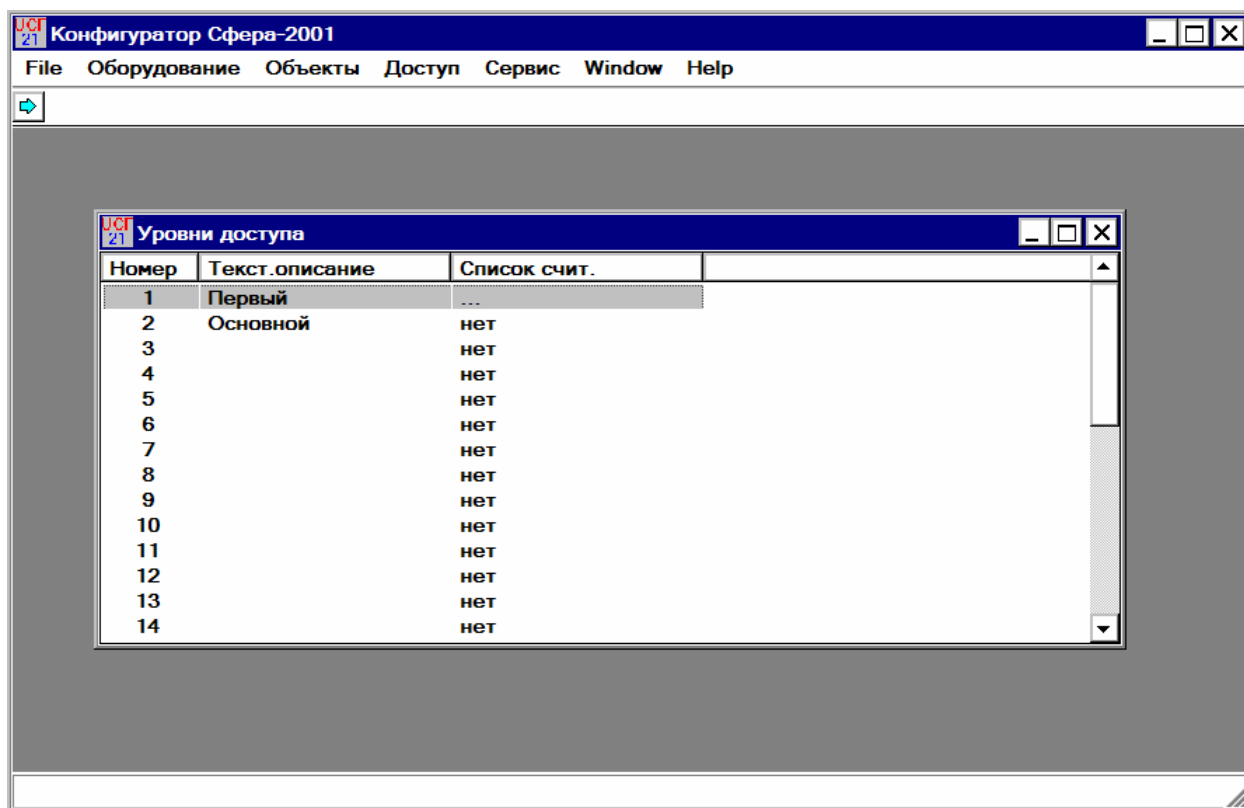 Конфигуратор Сфера-2001
File Оборудование Объекты Доступ Сервис Window Help
Уровни доступа
Номер Текст.описание Список счит.
1 Первый ...
2 Основной нет
3 нет
4 нет
5 нет
6 нет
7 нет
8 нет
9 нет
10 нет
11 нет
12 нет
13 нет
14 нет